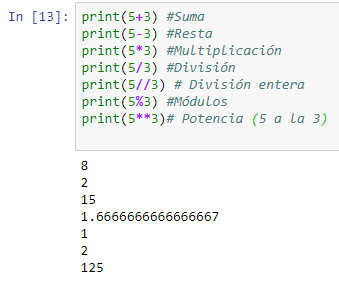 In [13]: print(5+3) #Suma
print(5-3) #Resta
print(5*3) #Multiplicación
print(5/3) #División
print(5//3) # División entera
print(5%3) #Módulos
print(5**3)# Potencia (5 a la 3)
8
2
15
1.6666666666666667
1
2
125